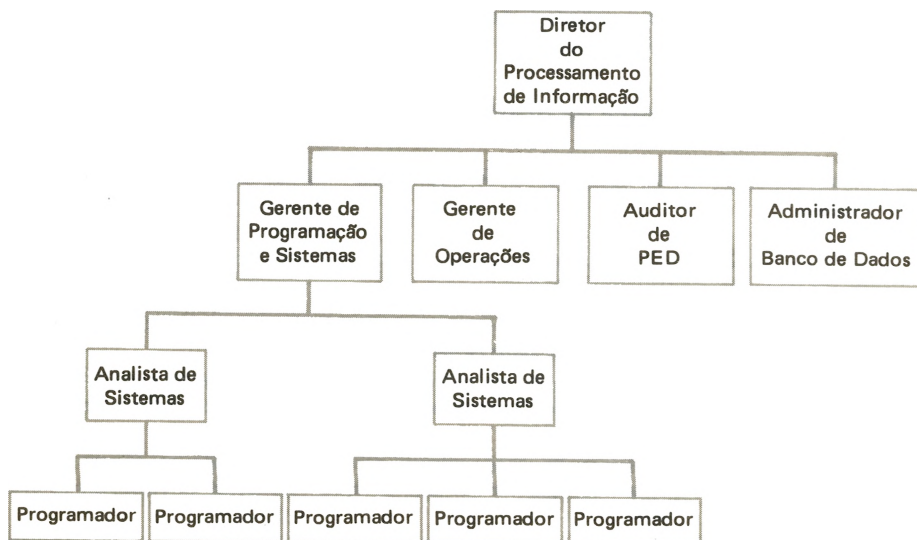 Diretor
do
Processamento
de Informação
Gerente de
Programação
e Sistemas
Gerente
de
Operações
Auditor
de
PED
Administrador
de
Banco de Dados
Analista de
Sistemas
Analista de
Sistemas
Programador
Programador
Programador
Programador
Programador